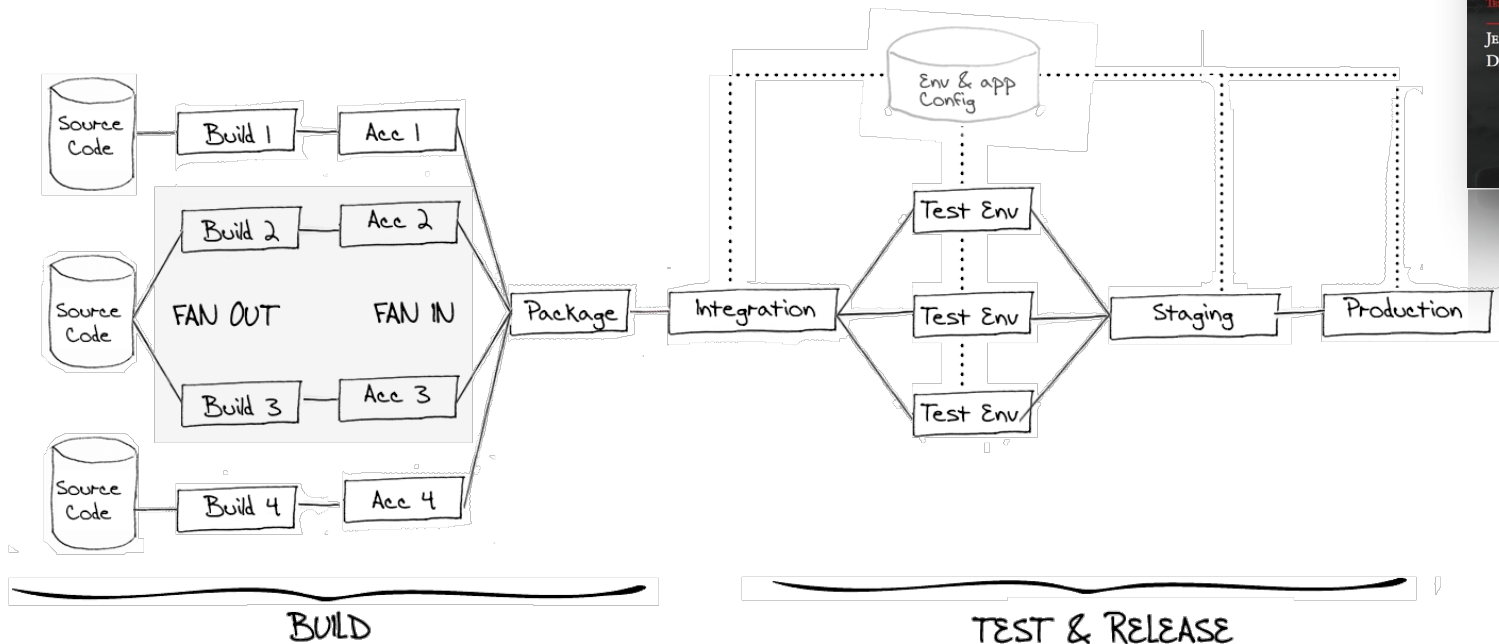 Env & app
Config
Source
Code
Build 1
Acc 1
Build 2
Acc 2
Test Env
Source
Code
FAN OUT
FAN IN
Package
Integration
Test Env
Staging
Production
Build 3
Acc 3
Test Env
Source
Code
Build 4
Acc 4
BUILD
TEST & RELEASE